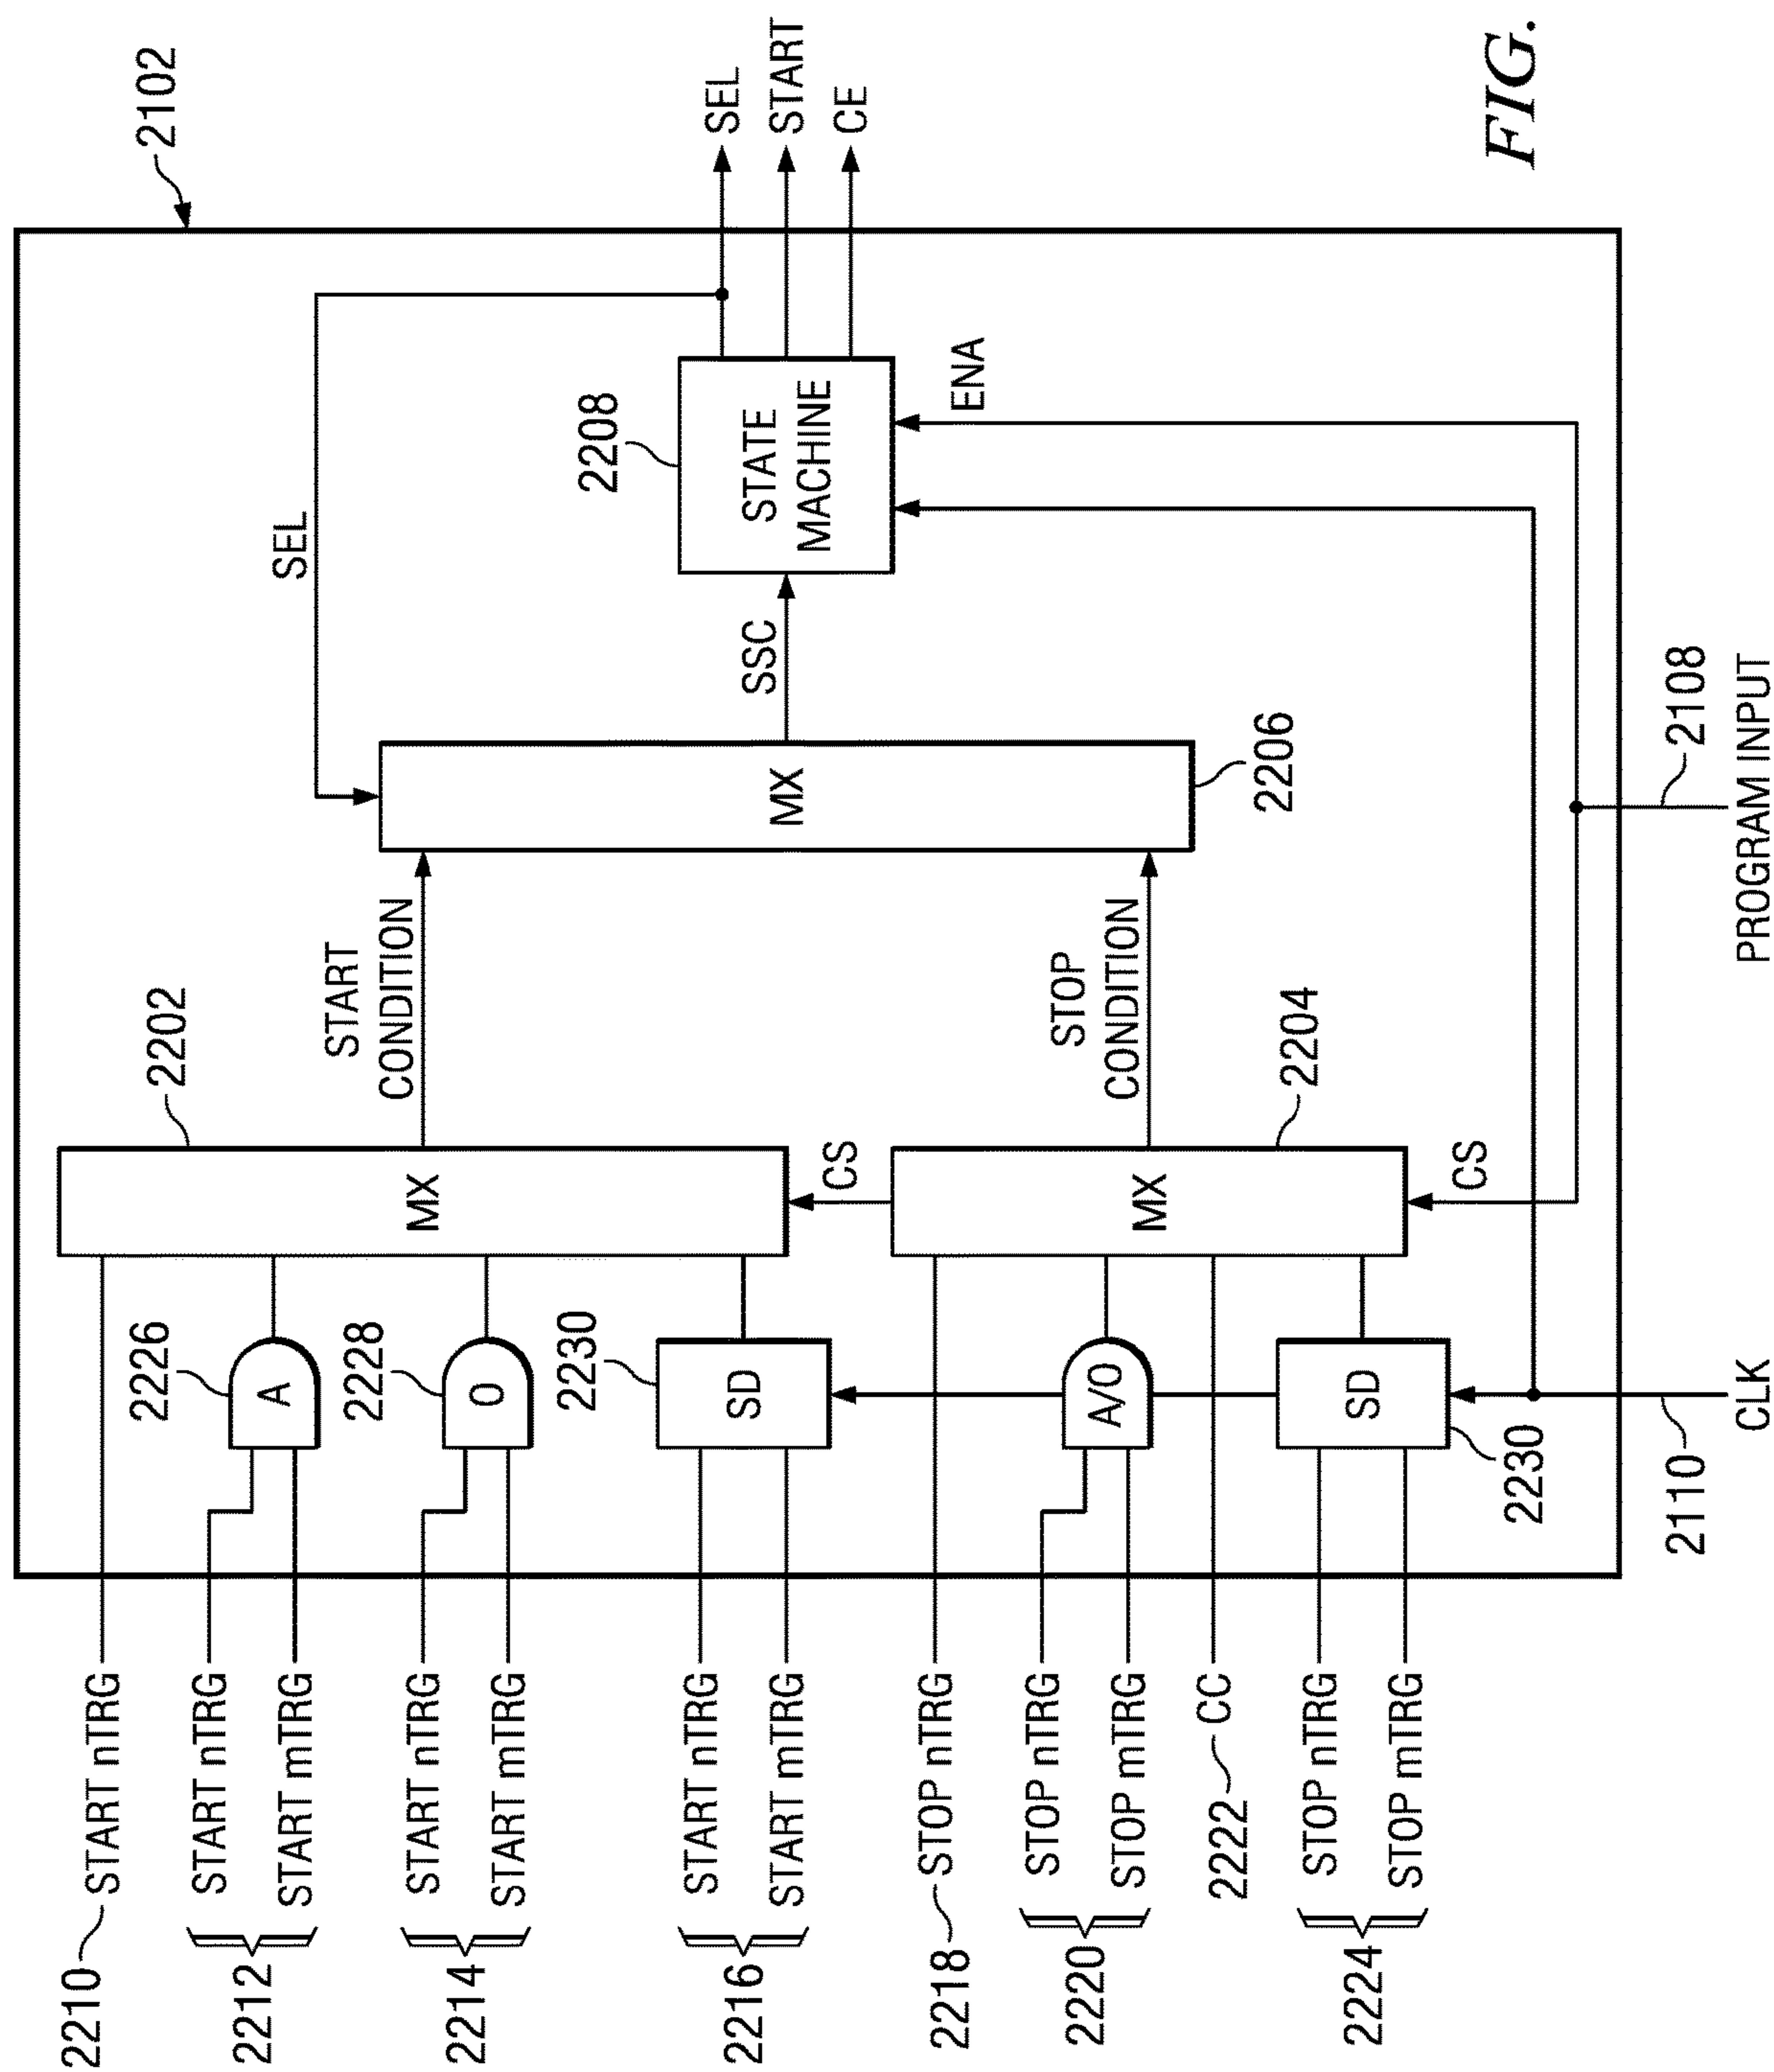 2102
2210 START nTRG
2212
START nTRG
START mTRG
2226
A
2214
START nTRG
START mTRG
2228
O
2216
START nTRG
START mTRG
2230
SD
2202
MX
START
CONDITION
CS
2218 STOP nTRG
2220
STOP nTRG
STOP mTRG
A/O
2222 CC
2224
STOP nTRG
STOP mTRG
SD
2230
2204
MX
STOP
CONDITION
CS
SEL
MX
2206
SSC
2208
STATE
MACHINE
ENA
SEL
START
CE
2110
CLK
2108
PROGRAM INPUT
FIG.